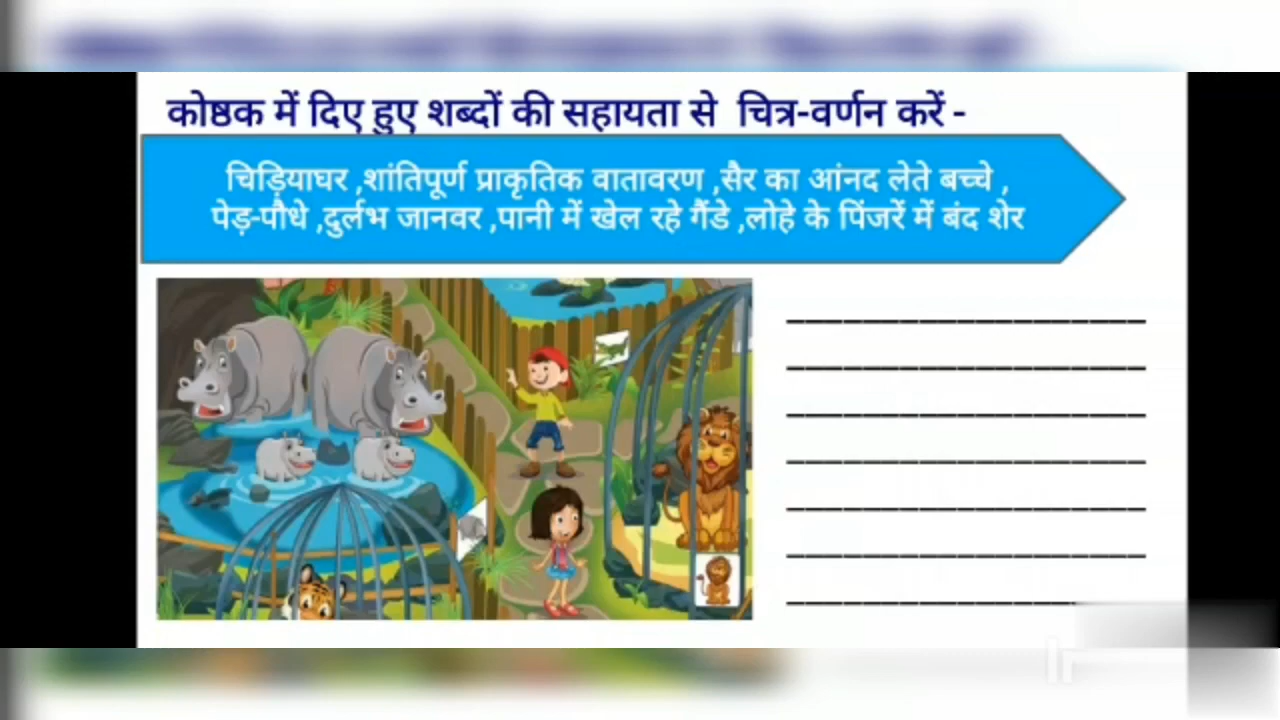 कोष्ठक में दिए हुए शब्दों की सहायता से चित्र-वर्णन करें -
चिड़ियाघर ,शांतिपूर्ण प्राकृतिक वातावरण ,सैर का आंनद लेते बच्चे ,
पेड़-पौधे ,दुर्लभ जानवर ,पानी में खेल रहे गैंडे ,लोहे के पिंजरें में बंद शेर